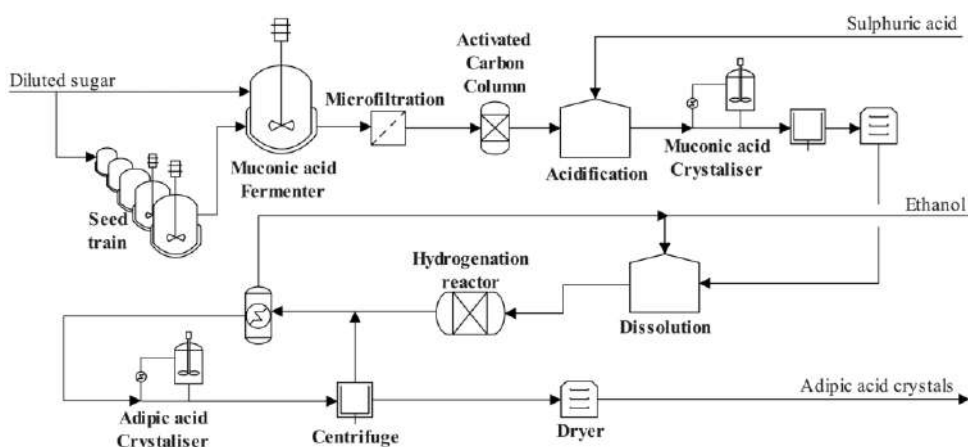 Sulphuric acid
Activated
Carbon
Column
Diluted sugar
Microfiltration
Muconic acid
Fermenter
Acidification
Muconic acid
Crystaliser
Seed
train
Ethanol
Hydrogenation
reactor
Dissolution
Adipic acid crystals
Adipic acid
Crystaliser
Centrifuge
Dryer